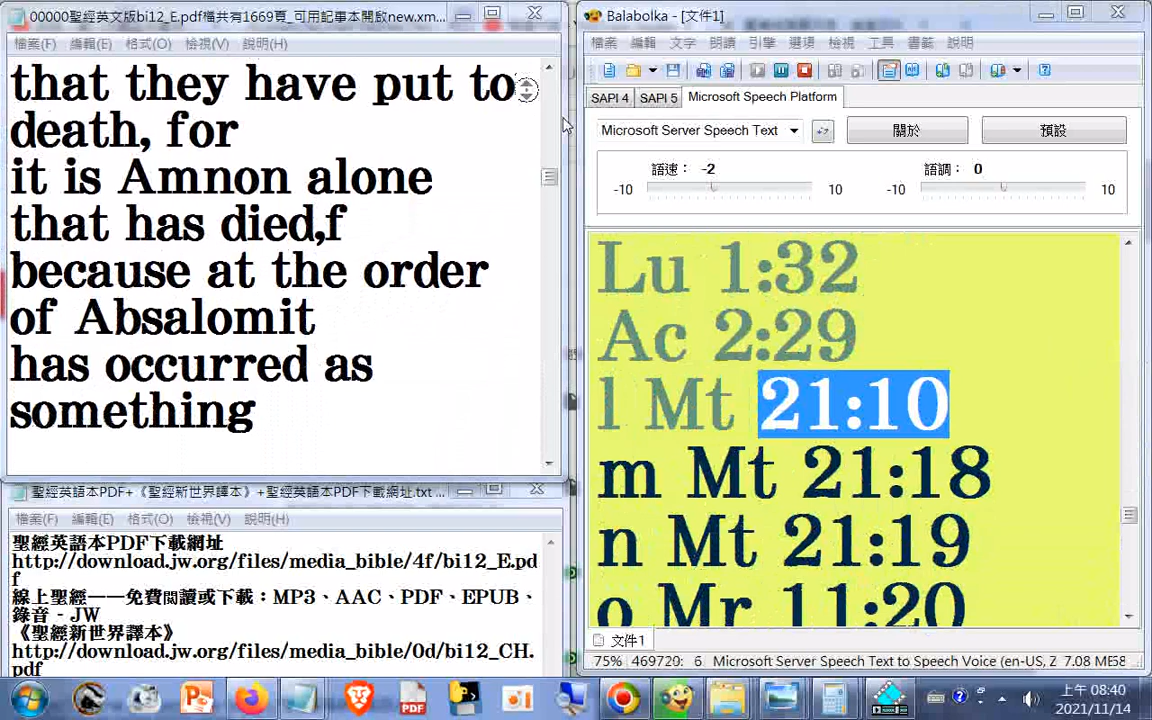 00000聖經英文版bi12_E.pdf檔共有1669頁_可用記事本開啟new.xm...
檔案(F) 編輯(E) 格式(O) 檢視(V) 說明(H)
that they have put to
death, for
it is Amnon alone
that has died,f
because at the order
of Absalomit
has occurred as
something
聖經英語本PDF+《聖經新世界譯本》+聖經英語本PDF下載網址.txt ...
檔案(F) 編輯(E) 格式(O) 檢視(V) 說明(H)
聖經英語本PDF下載網址
http://download.jw.org/files/media_bible/4f/bi12_E.pd
f
線上聖經──免費閱讀或下載：MP3、AAC、PDF、EPUB、
錄音 - JW
《聖經新世界譯本》
http://download.jw.org/files/media_bible/0d/bi12_CH.
pdf
Balabolka - [文件1]
檔案 編輯 文字 朗讀 引擎 選項 檢視 工具 書籤 說明
SAPI 4 SAPI 5 Microsoft Speech Platform
Microsoft Server Speech Text 關於 預設
語速： -2 語調： 0
-10 10 -10 10
Lu 1:32
Ac 2:29
l Mt 21:10
m Mt 21:18
n Mt 21:19
o Mr 11:20
文件1
75% 469720: 6 Microsoft Server Speech Text to Speech Voice (en-US, Z 7.08 ME58
上午 08:40
2021/11/14